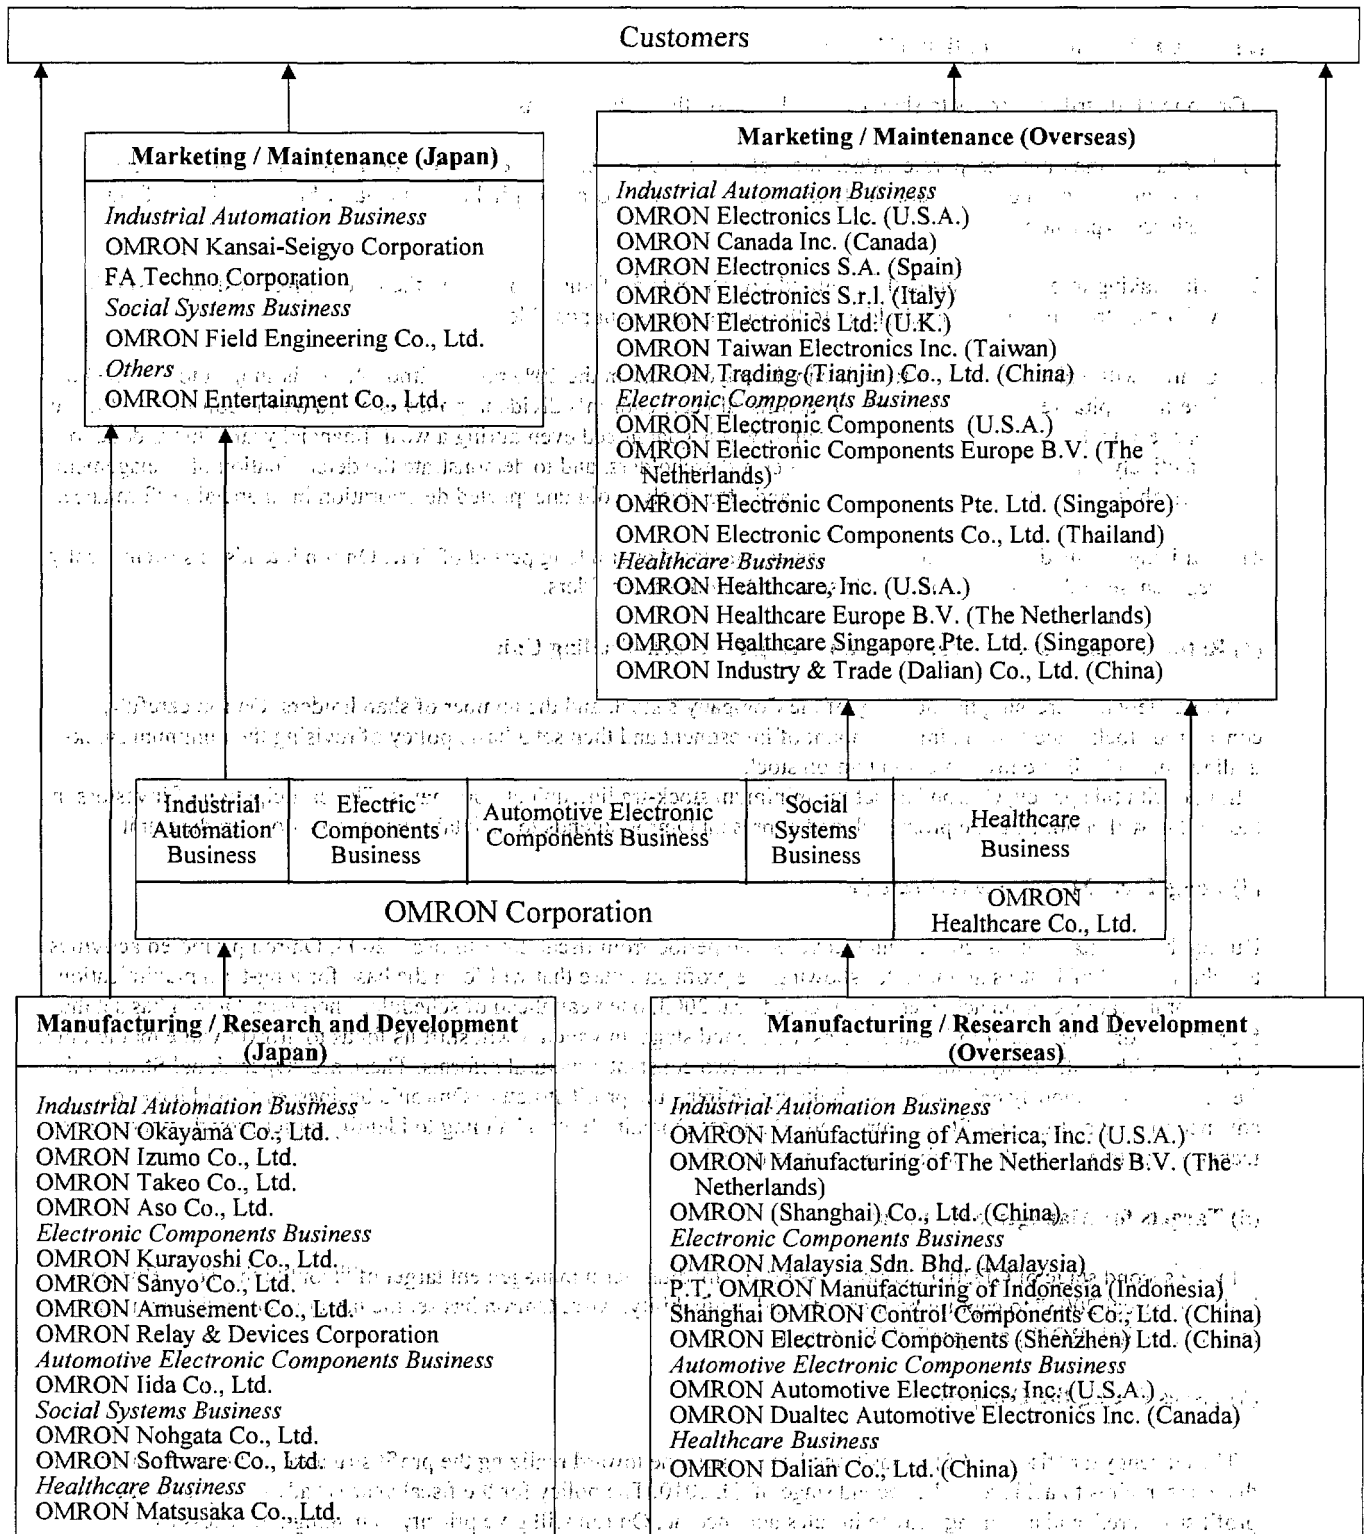 Customers
Marketing / Maintenance (Japan)
Industrial Automation Business
OMRON Kansai-Seigyo Corporation
FA Techno Corporation
Social Systems Business
OMRON Field Engineering Co., Ltd.
Others
OMRON Entertainment Co., Ltd.
Marketing / Maintenance (Overseas)
Industrial Automation Business
OMRON Electronics Llc. (U.S.A.)
OMRON Canada Inc. (Canada)
OMRON Electronics S.A. (Spain)
OMRON Electronics S.r.l. (Italy)
OMRON Electronics Ltd. (U.K.)
OMRON Taiwan Electronics Inc. (Taiwan)
OMRON Trading (Tianjin) Co., Ltd. (China)
Electronic Components Business
OMRON Electronic Components (U.S.A.)
OMRON Electronic Components Europe B.V. (The
Netherlands)
OMRON Electronic Components Pte. Ltd. (Singapore)
OMRON Electronic Components Co., Ltd. (Thailand)
Healthcare Business
OMRON Healthcare, Inc. (U.S.A.)
OMRON Healthcare Europe B.V. (The Netherlands)
OMRON Healthcare Singapore Pte. Ltd. (Singapore)
OMRON Industry & Trade (Dalian) Co., Ltd. (China)
Industrial
Automation
Business
Electric
Components
Business
Automotive Electronic
Components Business
Social
Systems
Business
Healthcare
Business
OMRON Corporation
OMRON
Healthcare Co., Ltd.
Manufacturing / Research and Development
(Japan)
Industrial Automation Business
OMRON Okayama Co., Ltd.
OMRON Izumo Co., Ltd.
OMRON Takeo Co., Ltd.
OMRON Aso Co., Ltd.
Electronic Components Business
OMRON Kurayoshi Co., Ltd.
OMRON Sanyo Co., Ltd.
OMRON Amusement Co., Ltd.
OMRON Relay & Devices Corporation
Automotive Electronic Components Business
OMRON Iida Co., Ltd.
Social Systems Business
OMRON Nohgata Co., Ltd.
OMRON Software Co., Ltd.
Healthcare Business
OMRON Matsusaka Co., Ltd.
Manufacturing / Research and Development
(Overseas)
Industrial Automation Business
OMRON Manufacturing of America, Inc. (U.S.A.)
OMRON Manufacturing of The Netherlands B.V. (The
Netherlands)
OMRON (Shanghai) Co., Ltd. (China)
Electronic Components Business
OMRON Malaysia Sdn. Bhd. (Malaysia)
P.T. OMRON Manufacturing of Indonesia (Indonesia)
Shanghai OMRON Control Components Co., Ltd. (China)
OMRON Electronic Components (Shenzhen) Ltd. (China)
Automotive Electronic Components Business
OMRON Automotive Electronics, Inc. (U.S.A.)
OMRON Dualtec Automotive Electronics Inc. (Canada)
Healthcare Business
OMRON Dalian Co., Ltd. (China)